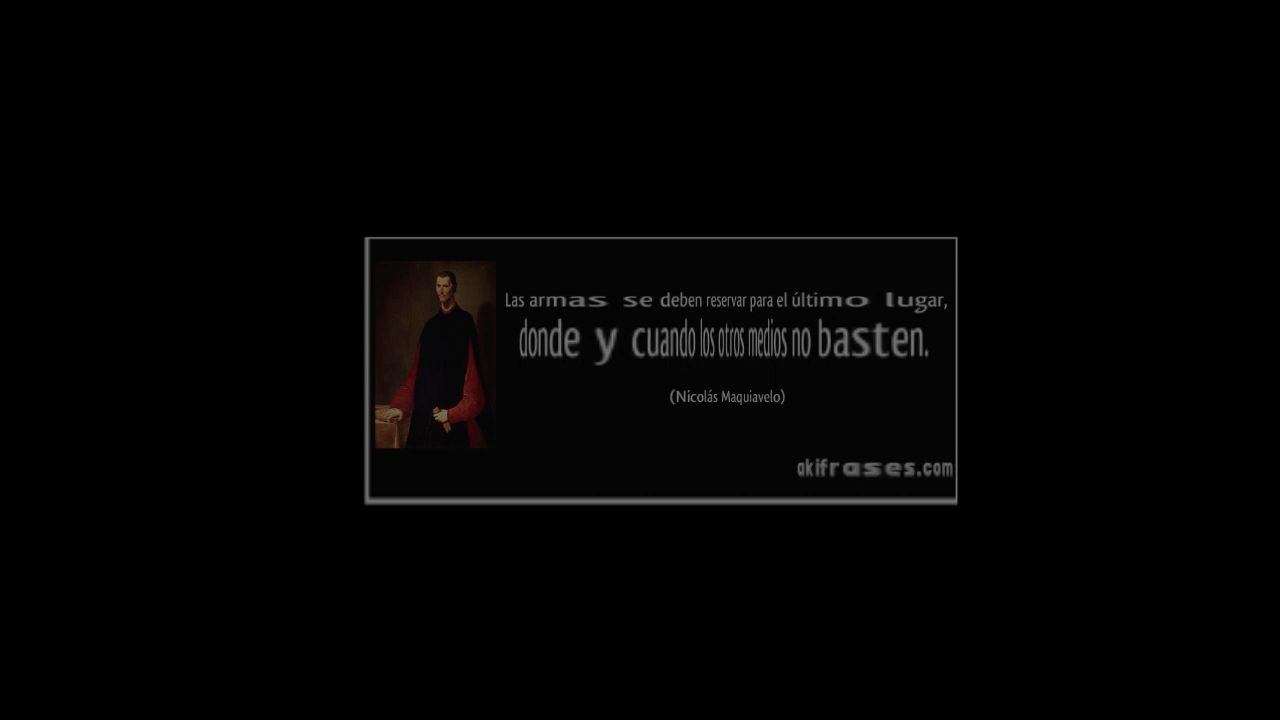 Las armas se deben reservar para el último lugar,
donde y cuando los otros medios no basten.
(Nicolás Maquiavelo)
akifrases.com